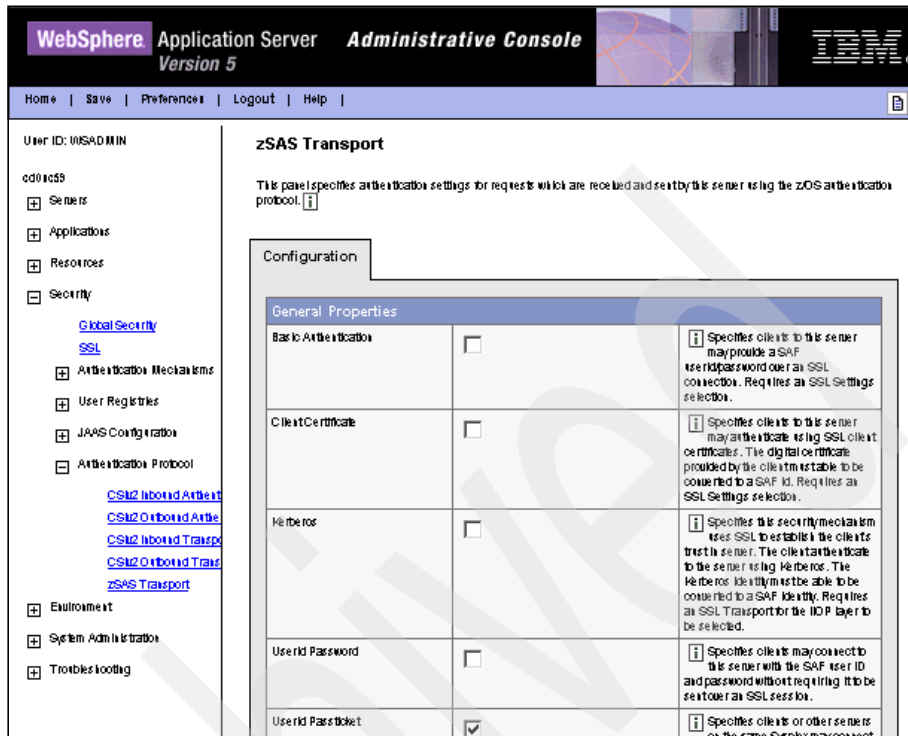 WebSphere. Application Server Administrative Console
Version 5
IBM.
Home | Save | Preferences | Logout | Help |
User ID: WSADMIN
zSAS Transport
This panel specifies authentication settings for requests which are received and sent by this server using the z/OS authentication
protocol. i
Servers
Applications
Resources
Security
Global Security
SSL
Authentication Mechanisms
User Registries
JAAS Configuration
Authentication Protocol
CSIv2 Inbound Authent
CSIv2 Outbound Authe
CSIv2 Inbound Transpo
CSIv2 Outbound Trans
zSAS Transport
Environment
System Administration
Troubleshooting
Configuration
General Properties
Basic Authentication
i Specifies clients to this server
may provide a SAF
userid/password over an SSL
connection. Requires an SSL Settings
selection.
Client Certificate
i Specifies clients to this server
may authenticate using SSL client
certificates. The digital certificate
provided by the client must able to be
converted to a SAF id. Requires an
SSL Settings selection.
Kerberos
i Specifies this security mechanism
uses SSL to establish the client's
trust in server. The client authenticate
to the server using Kerberos. The
Kerberos identity must be able to be
converted to a SAF identity. Requires
an SSL Transport for the IIOP layer to
be selected.
Userid Password
i Specifies clients may connect to
this server with the SAF user ID
and password without requiring it to be
sent over an SSL session.
Userid Passticket
i Specifies clients or other servers
on the same Sysplex may connect